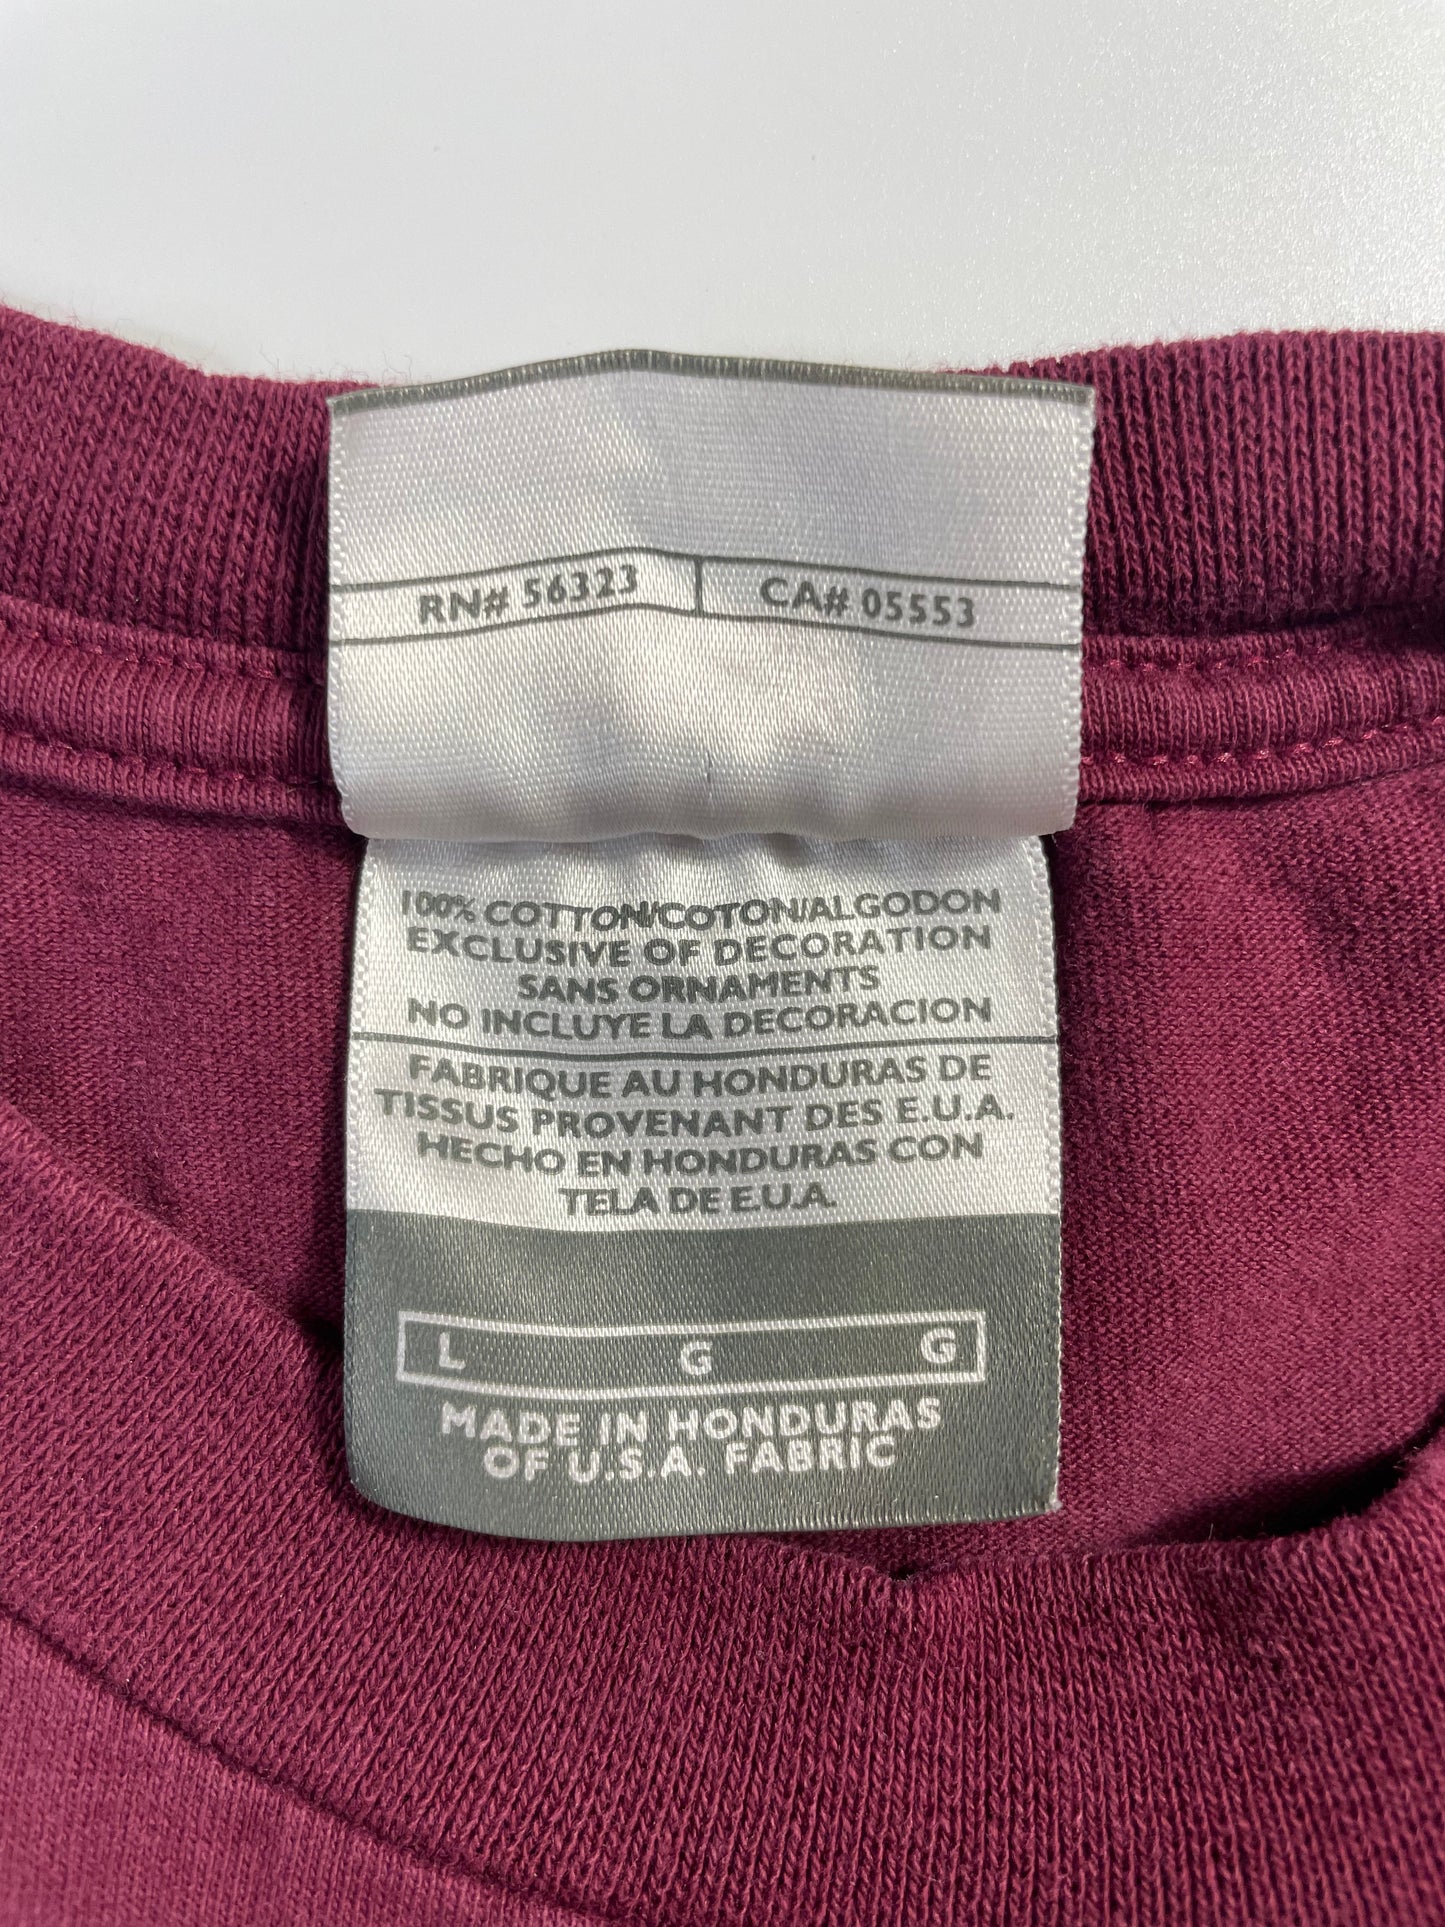 RN# 56323 CA# 05553
100% COTTON/COTON/ALGODON
EXCLUSIVE OF DECORATION
SANS ORNAMENTS
NO INCLUYE LA DECORACION
FABRIQUE AU HONDURAS DE
TISSUS PROVENANT DES E.U.A.
HECHO EN HONDURAS CON
TELA DE E.U.A.
L G G
MADE IN HONDURAS
OF U.S.A. FABRIC